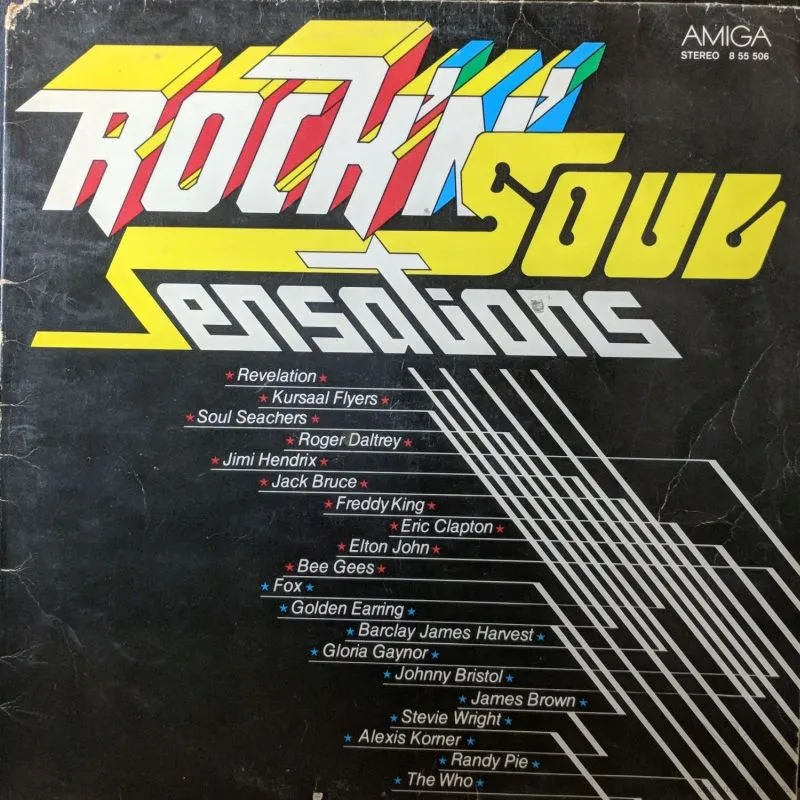 AMIGA
STEREO 8 55 506
ROCK'N'
SOUL
Sensations
★ Revelation ★
★ Kursaal Flyers ★
★ Soul Seachers ★
★ Roger Daltrey ★
★ Jimi Hendrix ★
★ Jack Bruce ★
★ Freddy King ★
★ Eric Clapton ★
★ Elton John ★
★ Bee Gees ★
★ Fox ★
★ Golden Earring ★
★ Barclay James Harvest ★
★ Gloria Gaynor ★
★ Johnny Bristol ★
★ James Brown ★
★ Stevie Wright ★
★ Alexis Korner ★
★ Randy Pie ★
★ The Who ★